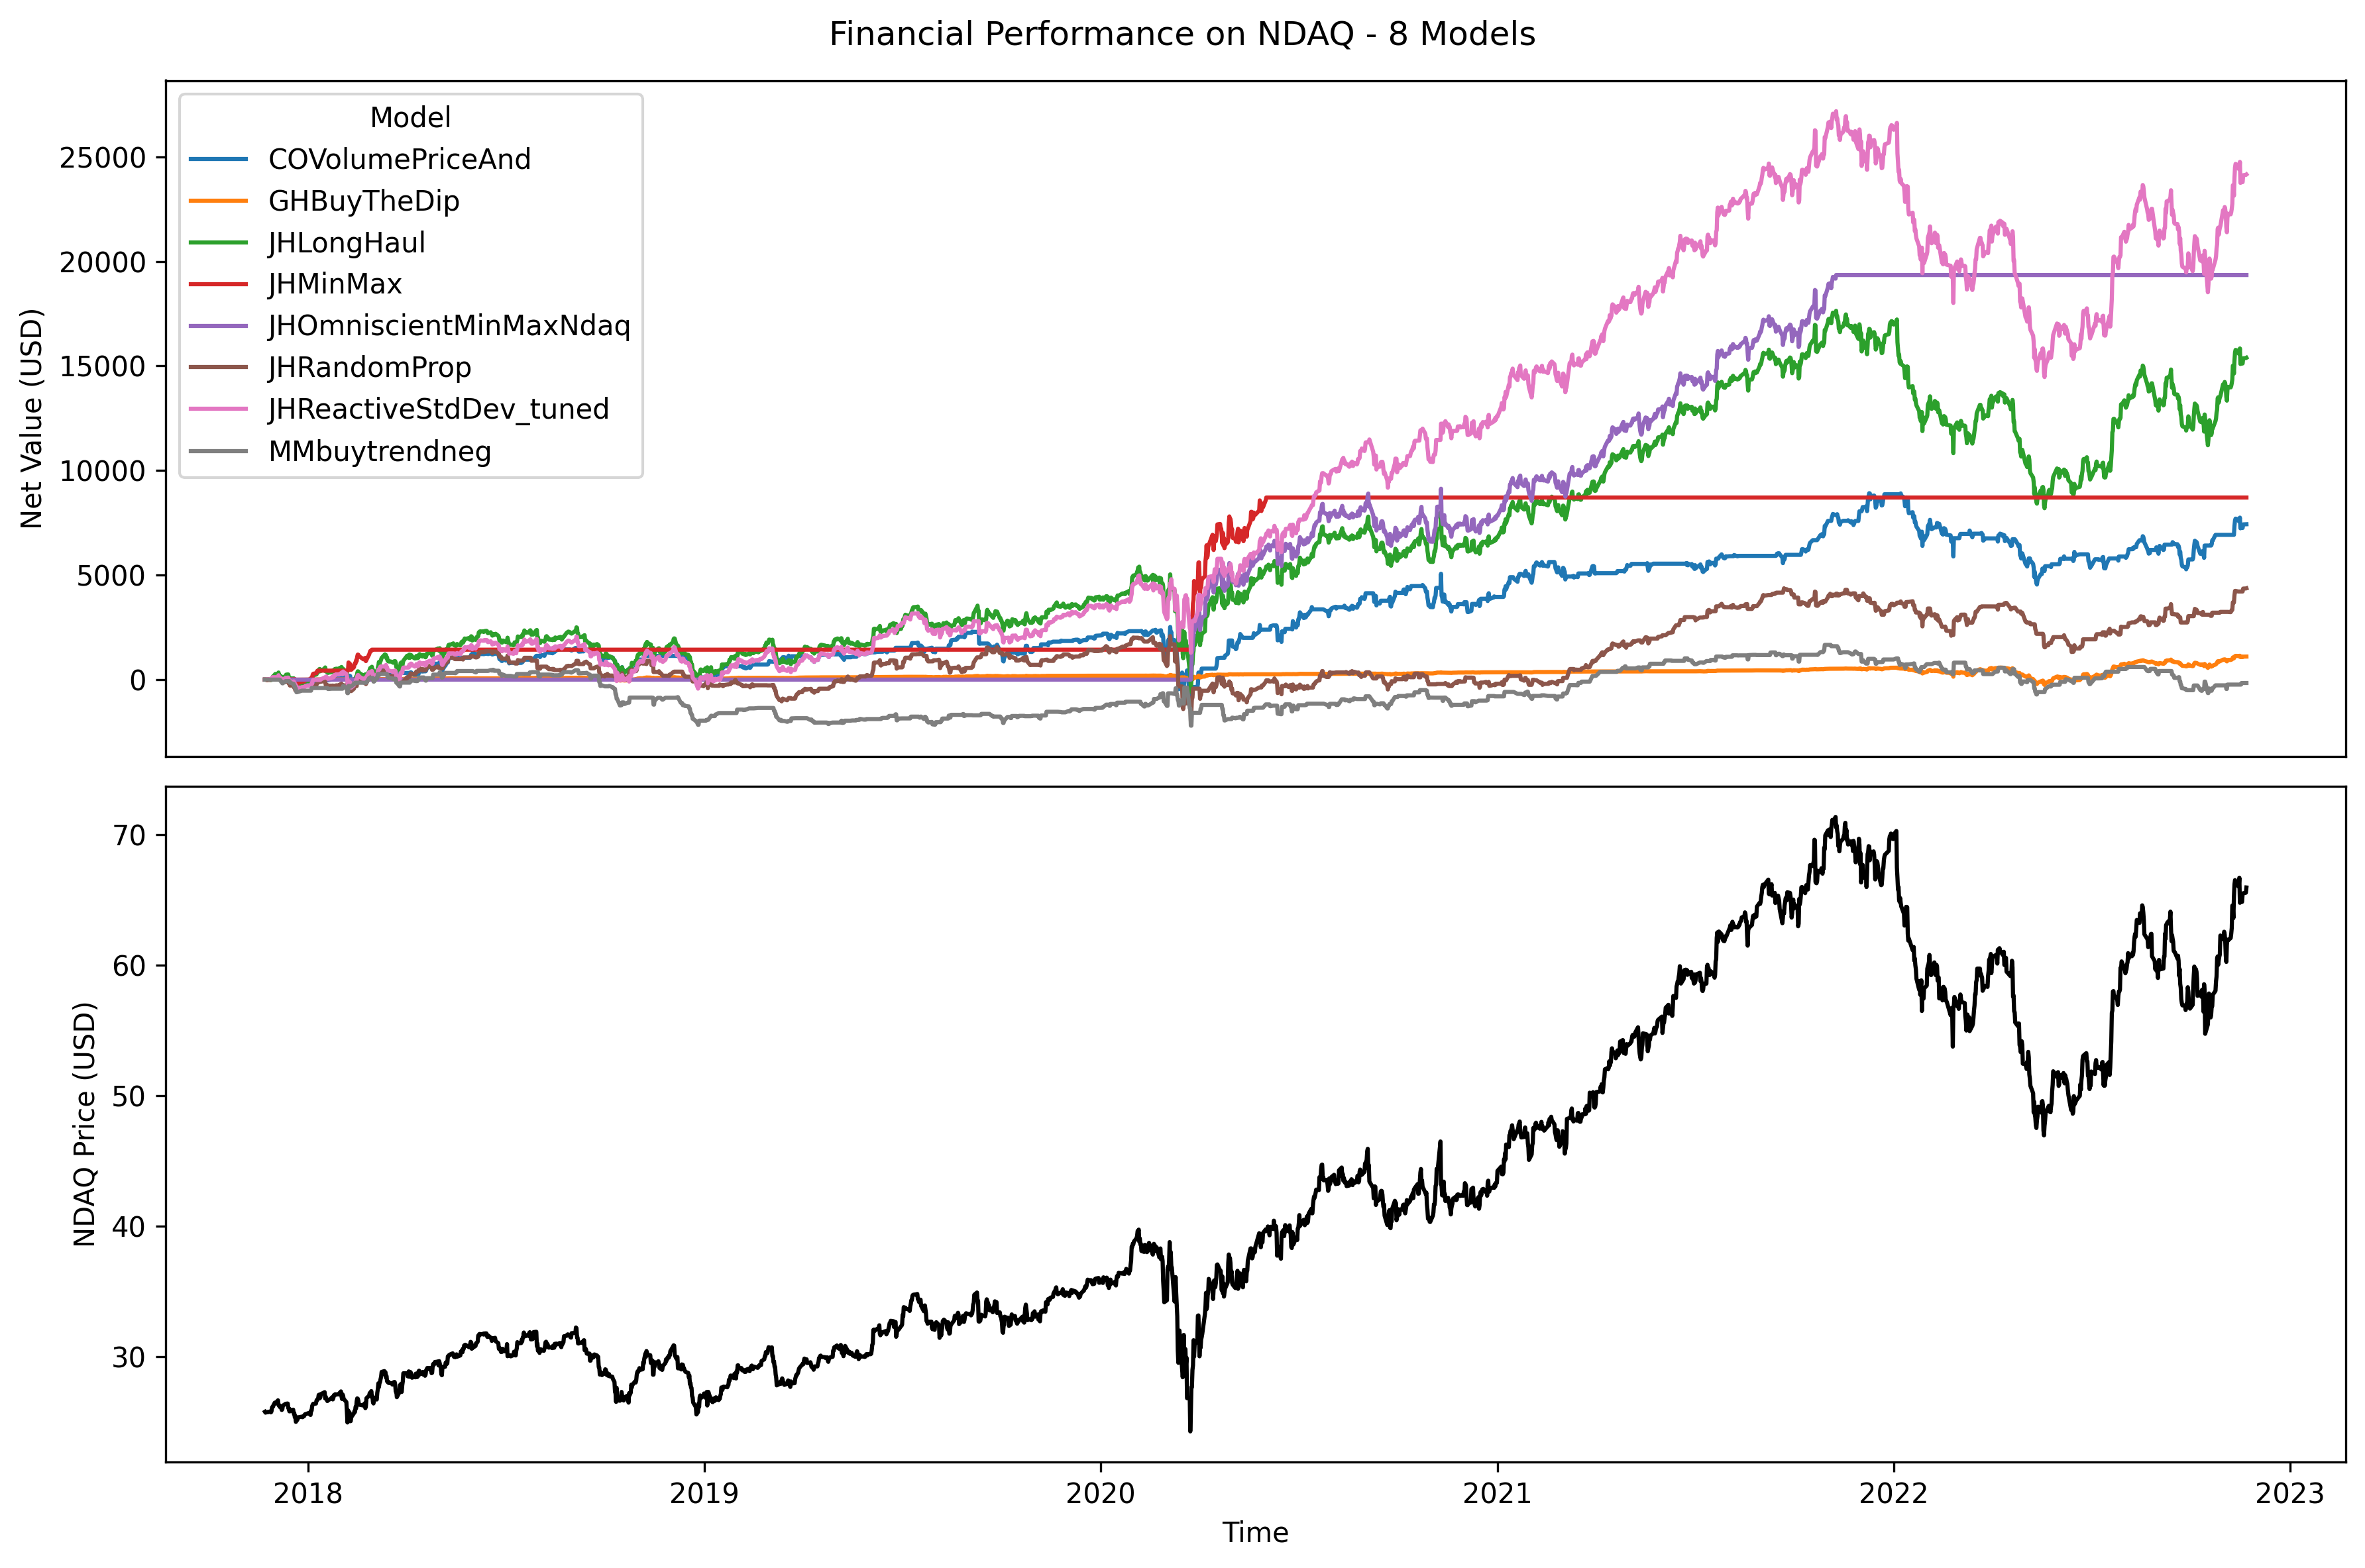 Financial Performance on NDAQ - 8 Models
Net Value (USD)
25000
20000
15000
10000
5000
0
Model
COVolumePriceAnd
GHBuyTheDip
JHLongHaul
JHMinMax
JHOmniscientMinMaxNdaq
JHRandomProp
JHReactiveStdDev_tuned
MMbuytrendneg
NDAQ Price (USD)
70
60
50
40
30
2018 2019 2020 2021 2022 2023
Time